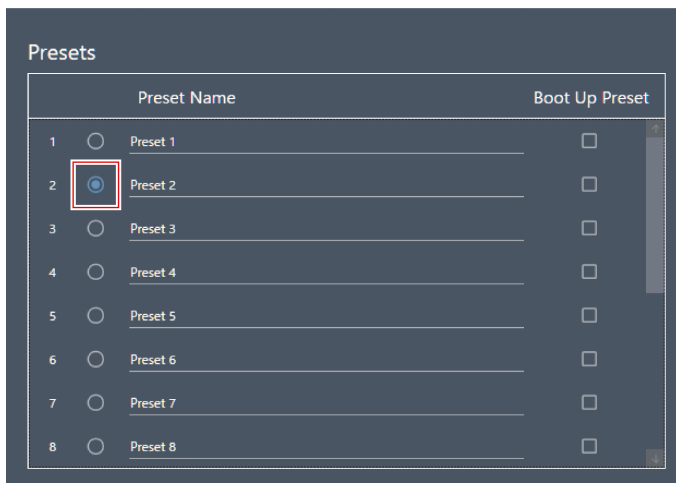 Presets
Preset Name Boot Up Preset
1 Preset 1
2 Preset 2
3 Preset 3
4 Preset 4
5 Preset 5
6 Preset 6
7 Preset 7
8 Preset 8